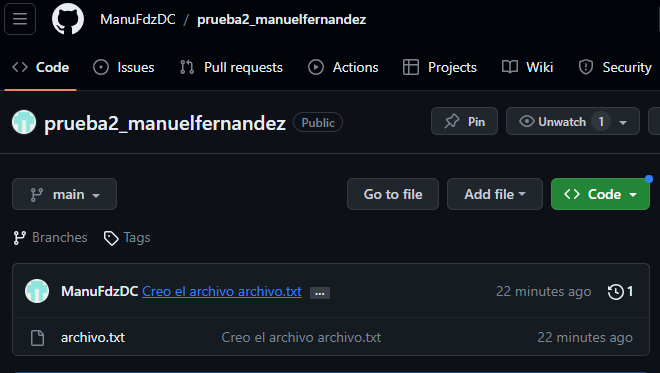 ManuFdzDC / prueba2_manuelfernandez
Code Issues Pull requests Actions Projects Wiki Security
prueba2_manuelfernandez Public Pin Unwatch 1
main Go to file Add file Code
Branches Tags
ManuFdzDC Creo el archivo archivo.txt ... 22 minutes ago 1
archivo.txt Creo el archivo archivo.txt 22 minutes ago